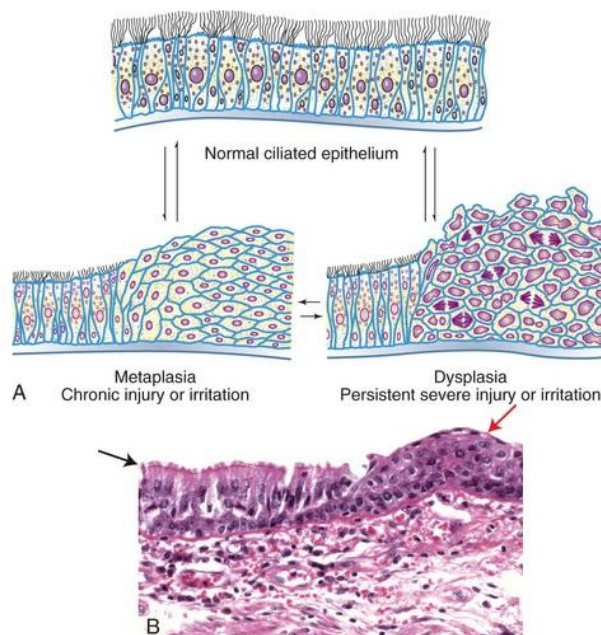 Normal ciliated epithelium
A
Metaplasia
Chronic injury or irritation
Dysplasia
Persistent severe injury or irritation
B